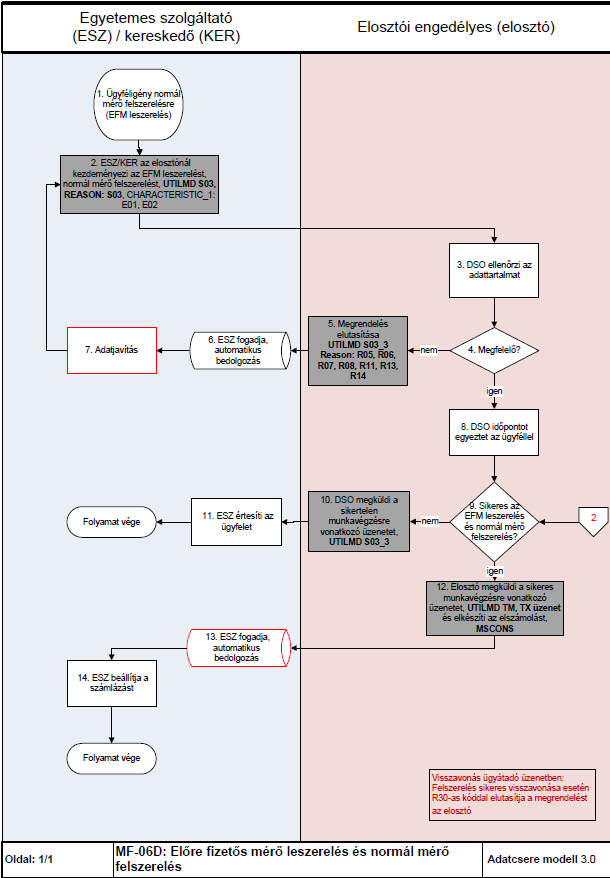 Egyetemes szolgáltató
(ESZ) / kereskedő (KER)
Elosztói engedélyes (elosztó)
1. Ügyféligény normál
mérő felszerelésre
(EFM leszerelés)
2. ESZ/KER az elosztónál
kezdeményezi az EFM leszerelést,
normál mérő felszerelést, UTILMD S03,
REASON: S03, CHARACTERISTIC_1:
E01, E02
3. DSO ellenőrzi az
adattartalmat
4. Megfelelő?
nem
5. Megrendelés
elutasítása
UTILMD S03_3
Reason: R05, R06,
R07, R08, R11, R13,
R14
6. ESZ fogadja,
automatikus
bedolgozás
7. Adatjavítás
igen
8. DSO időpontot
egyeztet az ügyféllel
9. Sikeres az
EFM leszerelés
és normál mérő
felszerelés?
2
nem
10. DSO megküldi a
sikertelen
munkavégzésre
vonatkozó üzenetet,
UTILMD S03_3
11. ESZ értesíti az
ügyfelet
Folyamat vége
igen
12. Elosztó megküldi a sikeres
munkavégzésre vonatkozó
üzenetet, UTILMD TM, TX üzenet
és elkészíti az elszámolást,
MSCONS
13. ESZ fogadja,
automatikus
bedolgozás
14. ESZ beállítja a
számlázást
Folyamat vége
Visszavonás ügyátadó üzenetben:
Felszerelés sikeres visszavonása esetén
R30-as kóddal elutasítja a megrendelést
az elosztó
Oldal: 1/1
MF-06D: Előre fizetős mérő leszerelés és normál mérő
felszerelés
Adatcsere modell 3.0